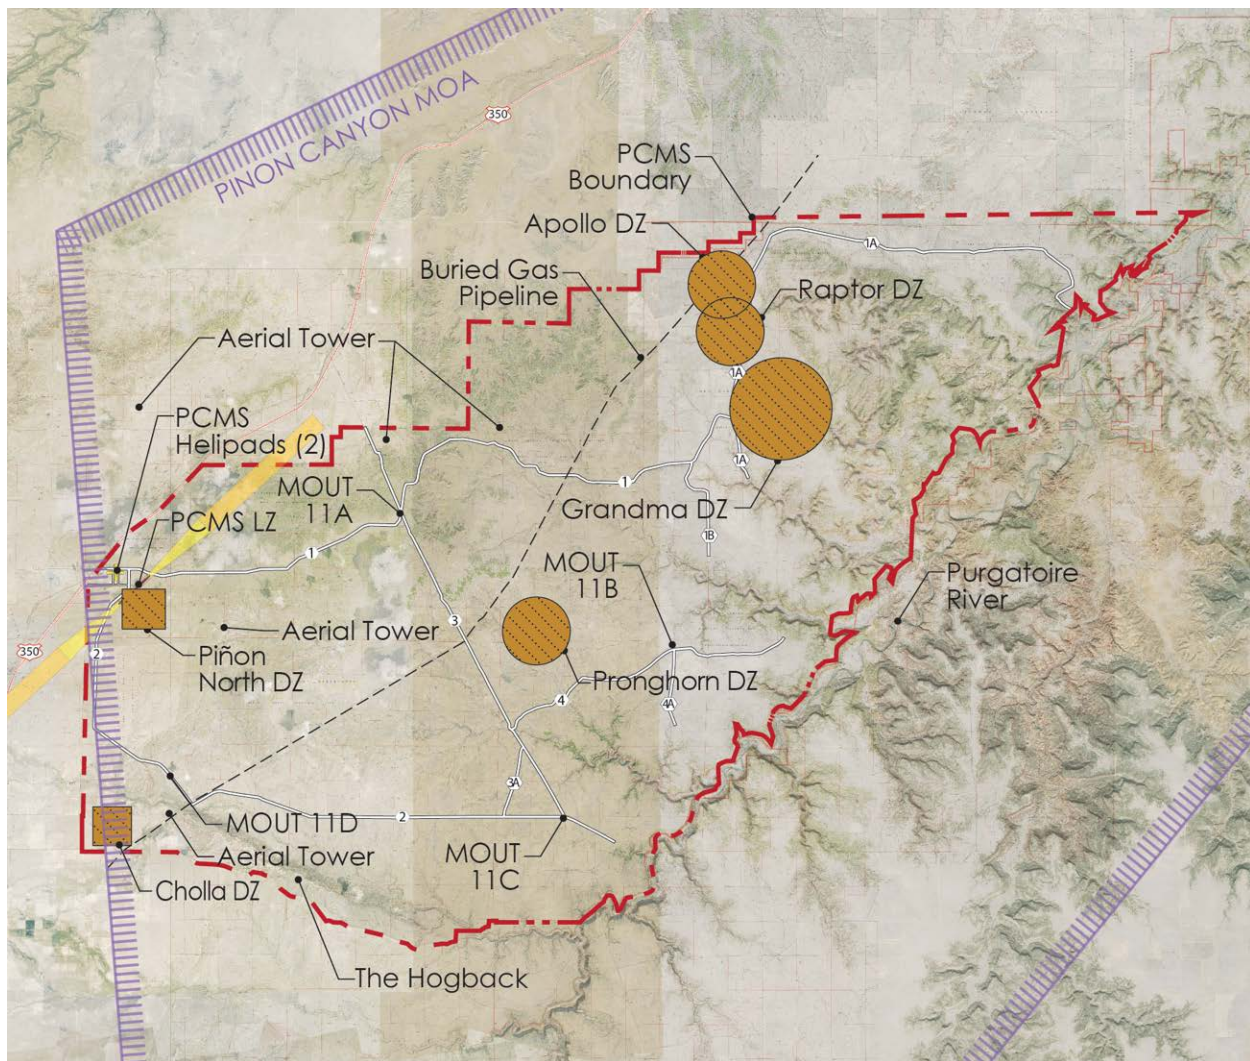 350
PINON CANYON MOA
PCMS
Boundary
Apollo DZ
1A
Buried Gas
Pipeline
Raptor DZ
Aerial Tower
1A
PCMS
Helipads (2)
MOUT
11A
1A
1
Grandma DZ
PCMS LZ
1
1B
MOUT
11B
Purgatoire
River
3
Aerial Tower
350
2
Piñon
North DZ
Pronghorn DZ
4
4A
3A
MOUT 11D
2
Aerial Tower
MOUT
11C
Cholla DZ
The Hogback